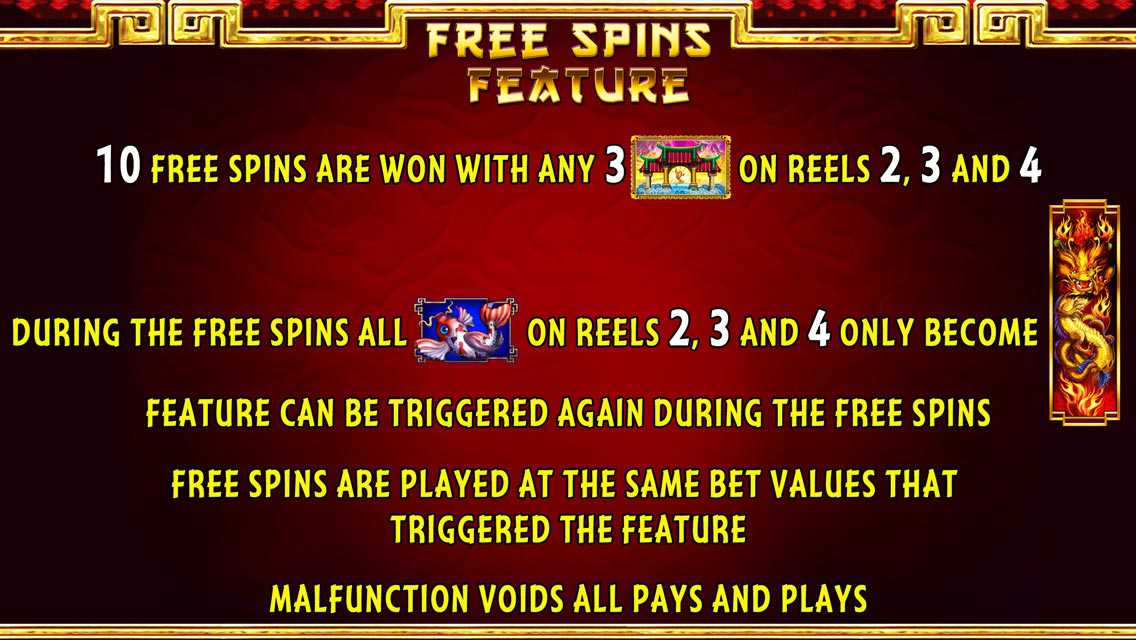 FREE SPINS
FEATURE
10 FREE SPINS ARE WON WITH ANY 3 ON REELS 2, 3 AND 4
DURING THE FREE SPINS ALL ON REELS 2, 3 AND 4 ONLY BECOME
FEATURE CAN BE TRIGGERED AGAIN DURING THE FREE SPINS
FREE SPINS ARE PLAYED AT THE SAME BET VALUES THAT
TRIGGERED THE FEATURE
MALFUNCTION VOIDS ALL PAYS AND PLAYS